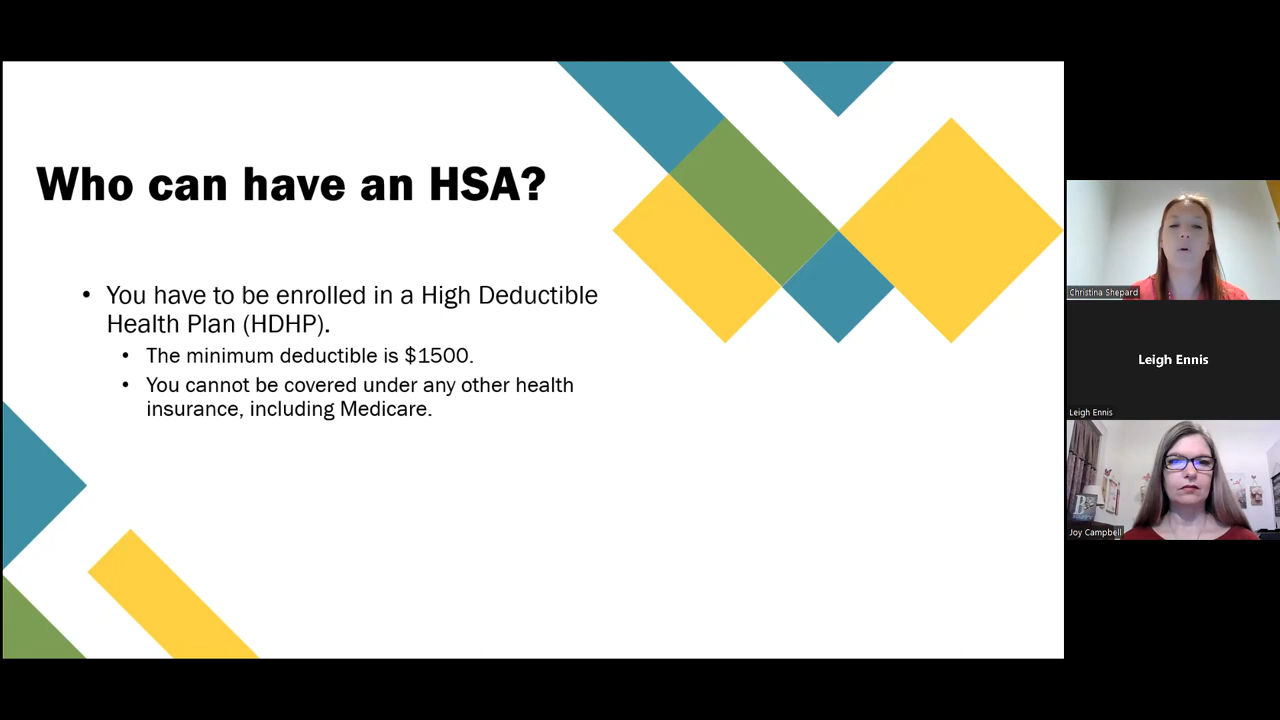 Who can have an HSA?
• You have to be enrolled in a High Deductible
Health Plan (HDHP).
• The minimum deductible is $1500.
• You cannot be covered under any other health
insurance, including Medicare.
Christina Shepard
Leigh Ennis
Leigh Ennis
Joy Campbell